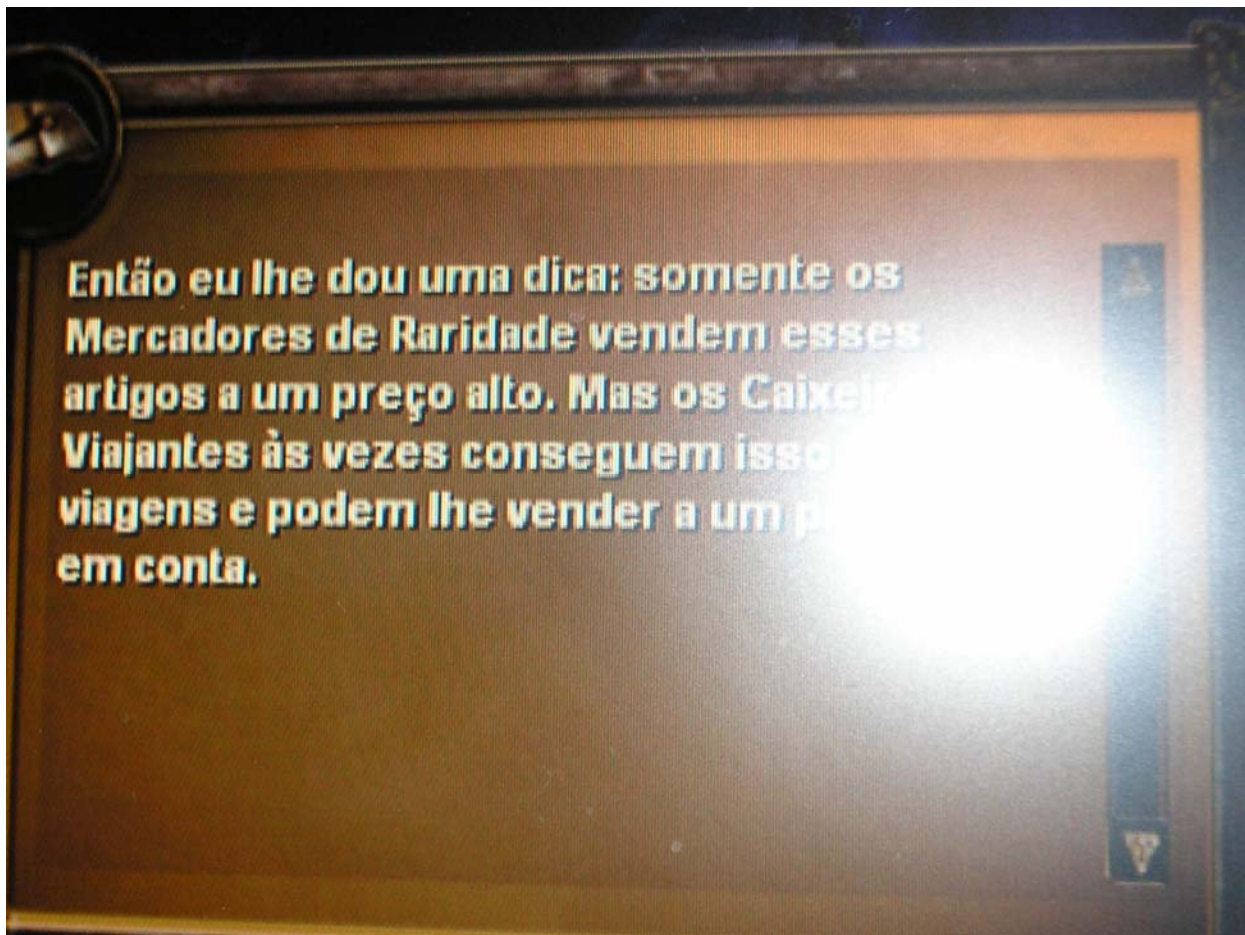 Então eu lhe dou uma dica: somente os
Mercadores de Raridade vendem esses
artigos a um preço alto. Mas os
Viajantes às vezes conseguem isso
viagens e podem lhe vender a um
em conta.